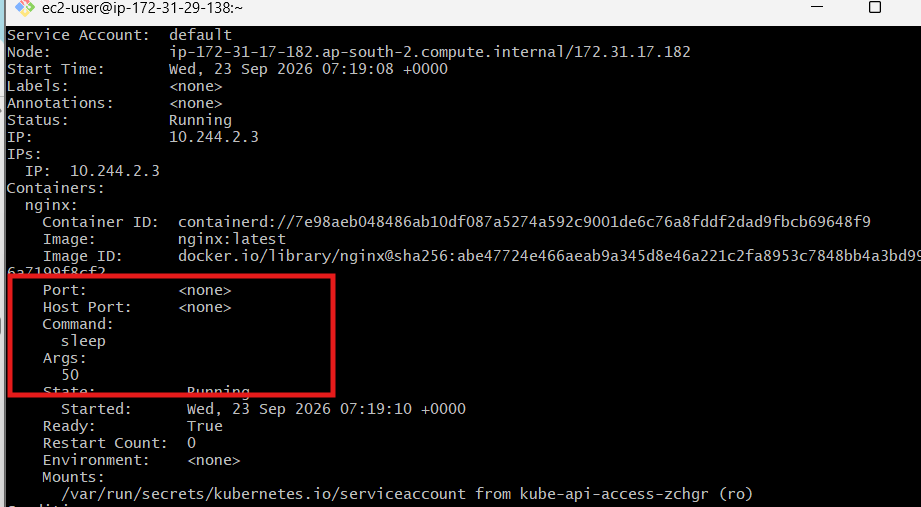 ec2-user@ip-172-31-29-138:~
Service Account:  default
Node:             ip-172-31-17-182.ap-south-2.compute.internal/172.31.17.182
Start Time:       Wed, 23 Sep 2026 07:19:08 +0000
Labels:           <none>
Annotations:      <none>
Status:           Running
IP:               10.244.2.3
IPs:
  IP:  10.244.2.3
Containers:
  nginx:
    Container ID:  containerd://7e98aeb048486ab10df087a5274a592c9001de6c76a8fddf2dad9fbcb69648f9
    Image:         nginx:latest
    Image ID:      docker.io/library/nginx@sha256:abe47724e466aeab9a345d8e46a221c2fa8953c7848bb4a3bd99
6a7199f8cf2
    Port:          <none>
    Host Port:     <none>
    Command:
      sleep
    Args:
      50
    State:          Running
      Started:      Wed, 23 Sep 2026 07:19:10 +0000
    Ready:          True
    Restart Count:  0
    Environment:    <none>
    Mounts:
      /var/run/secrets/kubernetes.io/serviceaccount from kube-api-access-zchgr (ro)